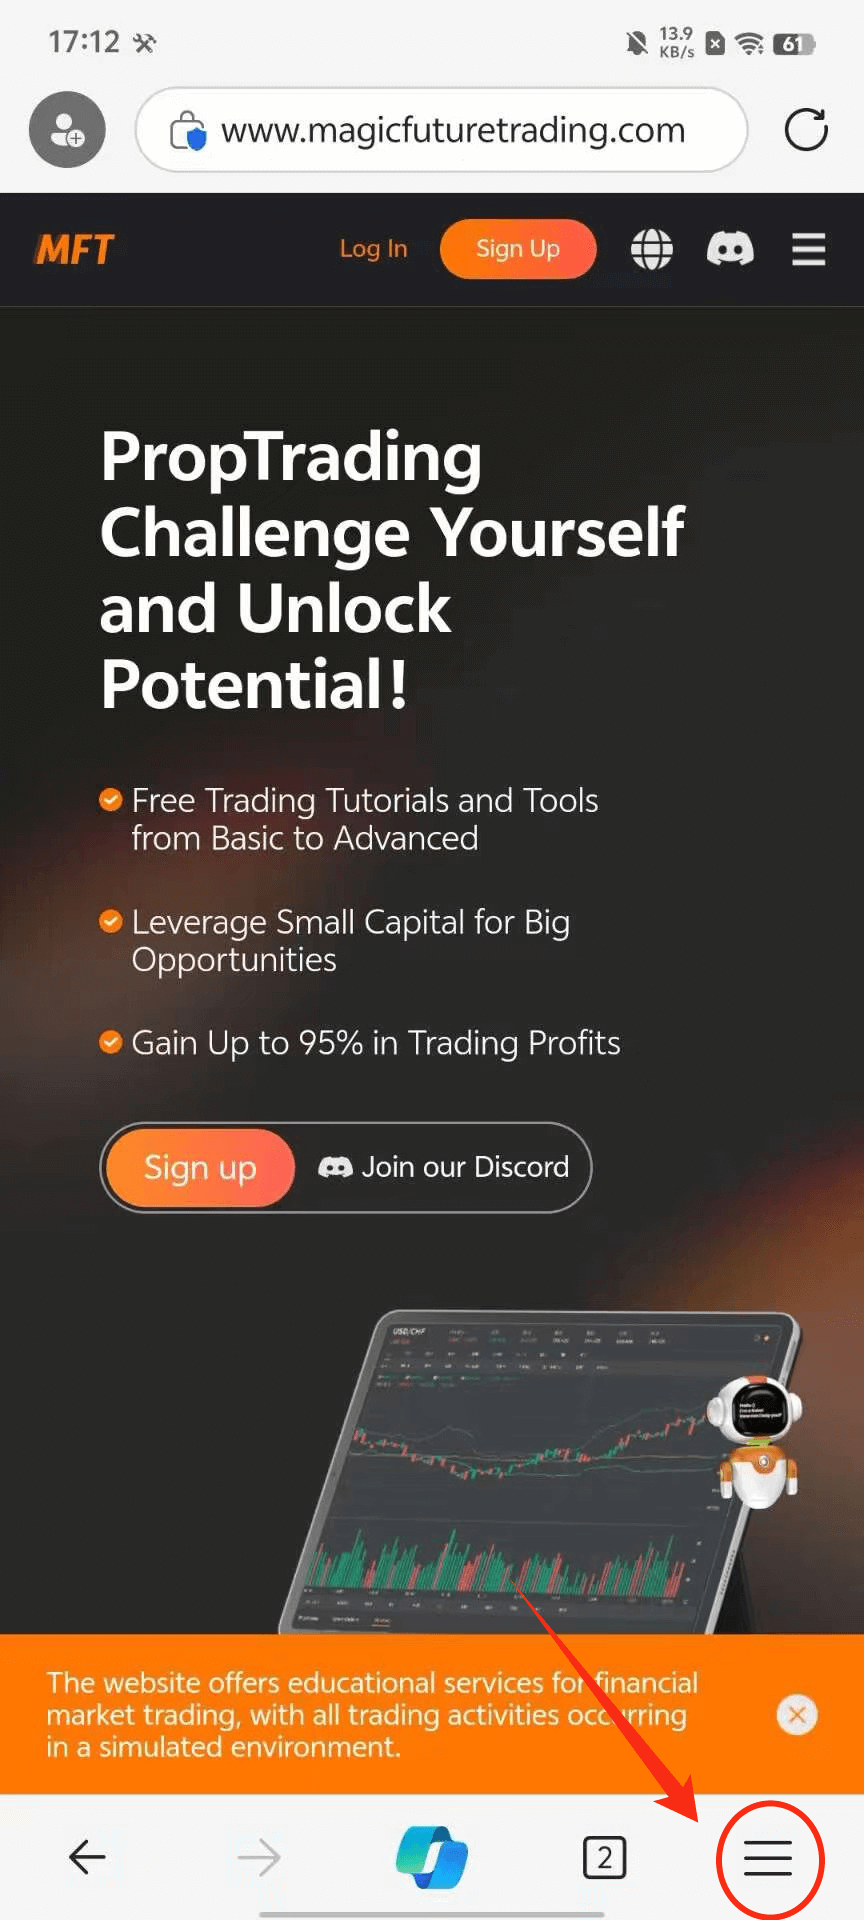 17:12
13.9
KB/s
61
www.magicfuturetrading.com
MFT
Log In
Sign Up
PropTrading
Challenge Yourself
and Unlock
Potential!
Free Trading Tutorials and Tools
from Basic to Advanced
Leverage Small Capital for Big
Opportunities
Gain Up to 95% in Trading Profits
Sign up
Join our Discord
USD/CHF
The website offers educational services for financial
market trading, with all trading activities occurring
in a simulated environment.
2